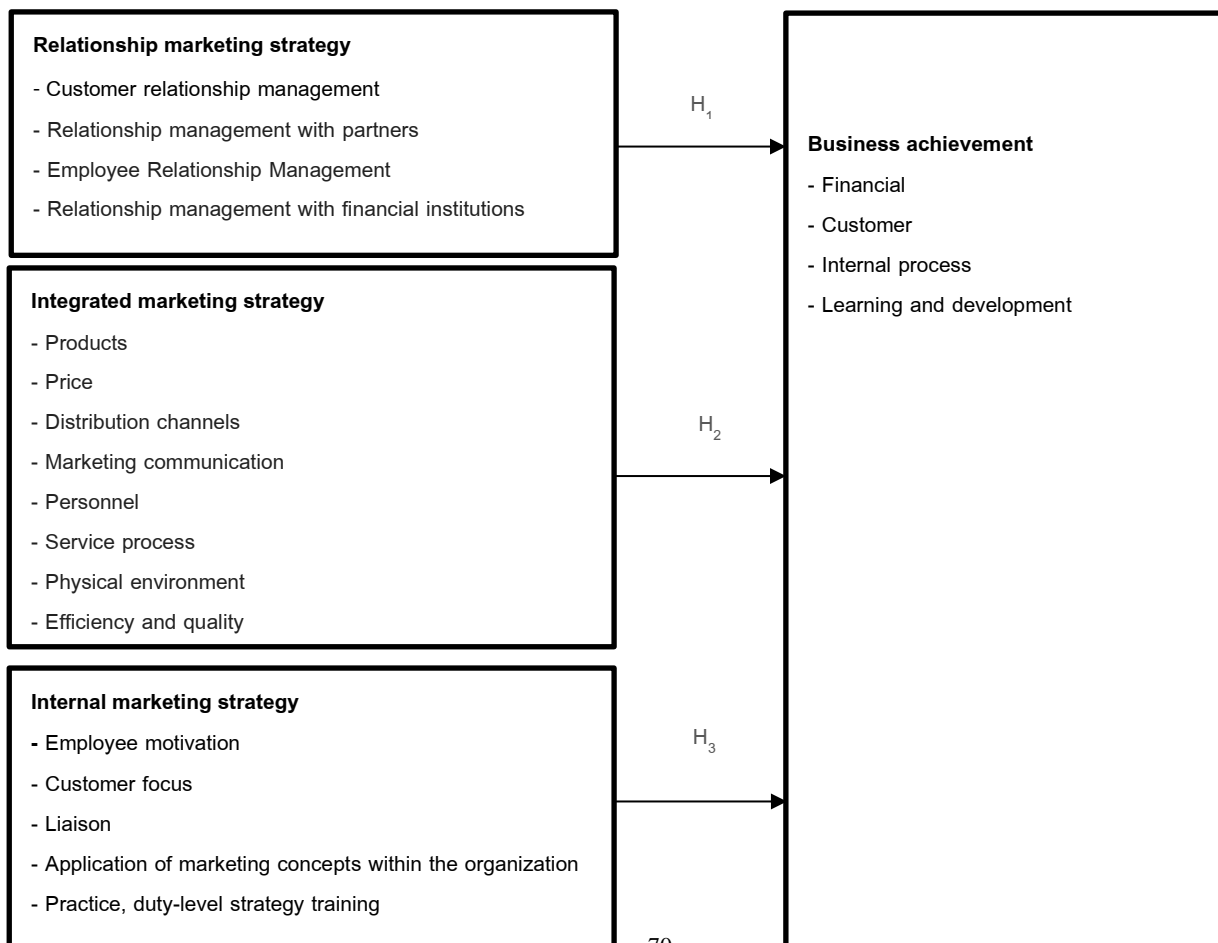 Relationship marketing strategy
- Customer relationship management
- Relationship management with partners
- Employee Relationship Management
- Relationship management with financial institutions
H₁
Business achievement
- Financial
- Customer
- Internal process
- Learning and development
Integrated marketing strategy
- Products
- Price
- Distribution channels
- Marketing communication
- Personnel
- Service process
- Physical environment
- Efficiency and quality
H₂
Internal marketing strategy
- Employee motivation
- Customer focus
- Liaison
- Application of marketing concepts within the organization
- Practice, duty-level strategy training
H₃